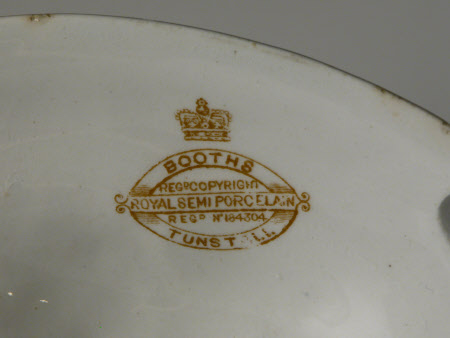 BOOTHS
REGD COPYRIGHT
ROYAL SEMI PORCELAIN
REGD No 184304